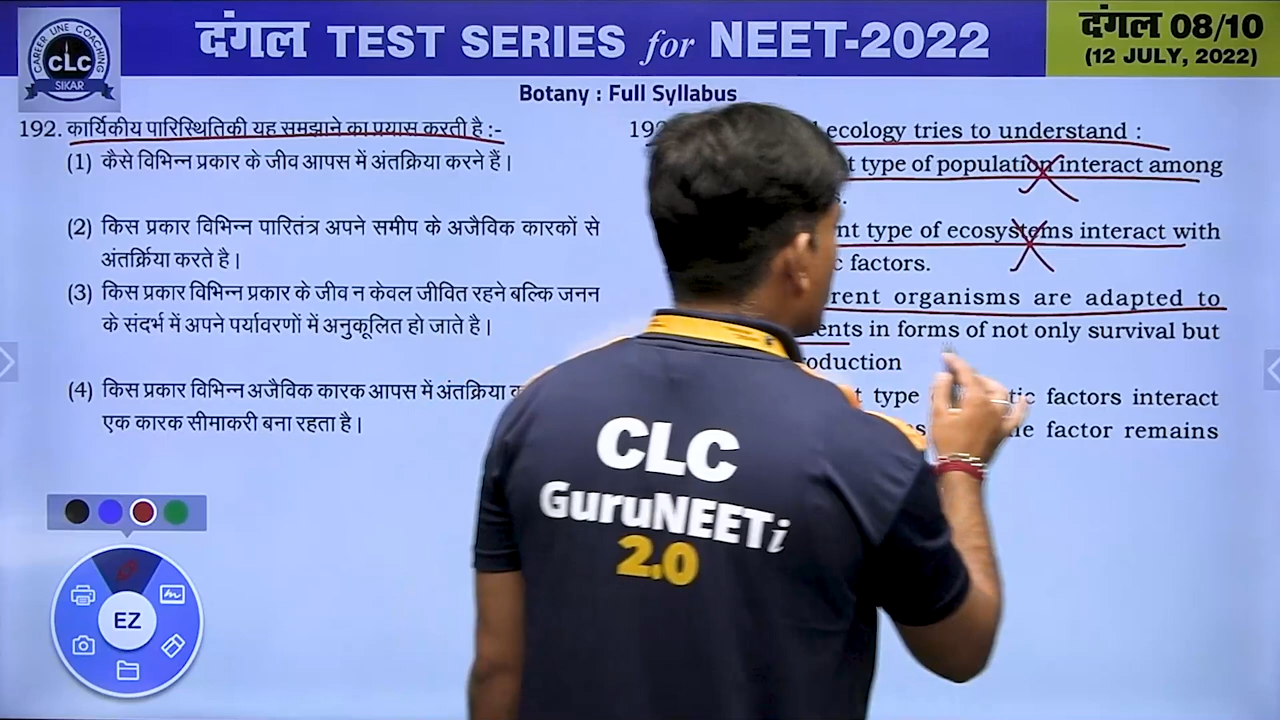 CAREER LINE COACHING
CLC
SIKAR
दंगल TEST SERIES for NEET-2022
दंगल 08/10
(12 JULY, 2022)
Botany : Full Syllabus
192. कार्यिकीय पारिस्थितिकी यह समझाने का प्रयास करती है :-
(1) कैसे विभिन्न प्रकार के जीव आपस में अंतक्रिया करने हैं।
(2) किस प्रकार विभिन्न पारितंत्र अपने समीप के अजैविक कारकों से
अंतर्क्रिया करते है।
(3) किस प्रकार विभिन्न प्रकार के जीव न केवल जीवित रहने बल्कि जनन
के संदर्भ में अपने पर्यावरणों में अनुकूलित हो जाते है।
(4) किस प्रकार विभिन्न अजैविक कारक आपस में अंतक्रिया
एक कारक सीमाकरी बना रहता है।
ecology tries to understand :
type of population interact among
type of ecosystems interact with
factors.
organisms are adapted to
in forms of not only survival but
type factors interact
factor remains
EZ
CLC
GuruNEETi
2.0